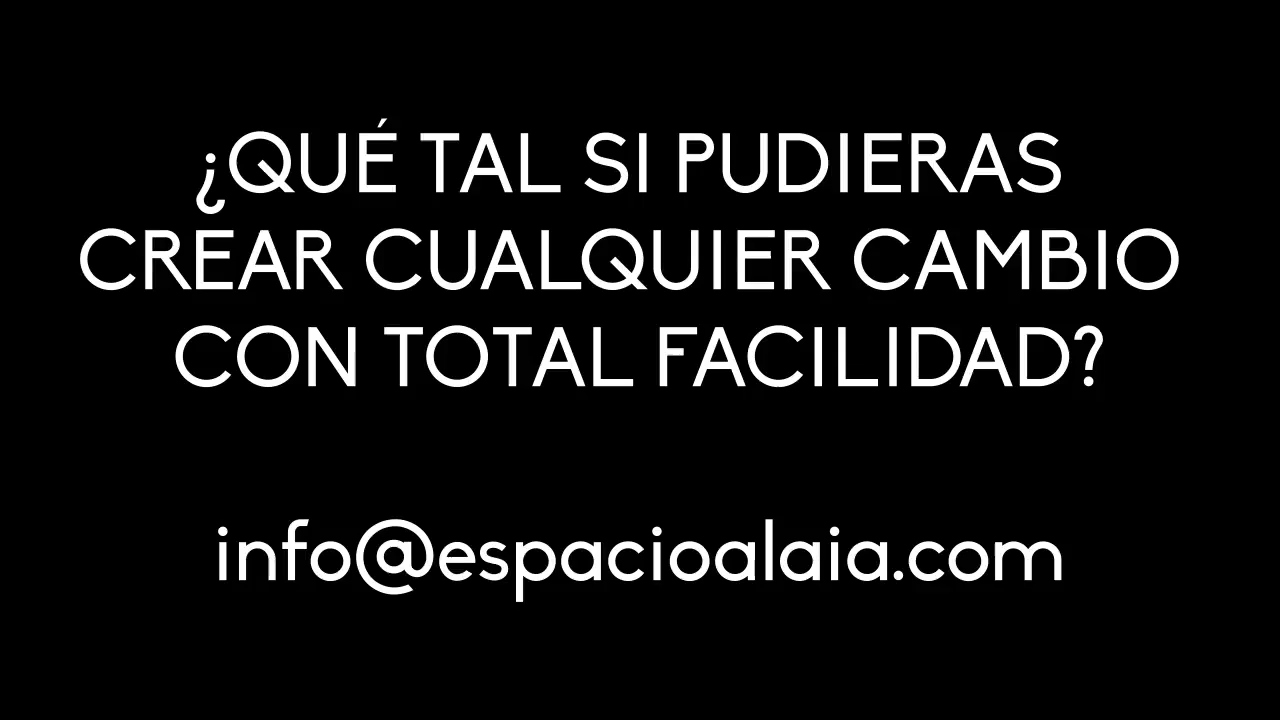 ¿QUÉ TAL SI PUDIERAS
CREAR CUALQUIER CAMBIO
CON TOTAL FACILIDAD?
info@espacioalaia.com